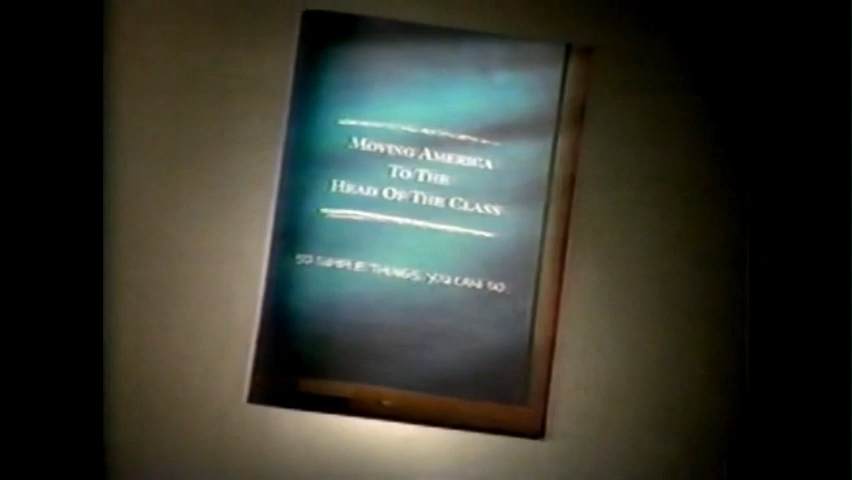 MOVING AMERICA
TO THE
HEAD OF THE CLASS
50 SIMPLE THINGS YOU CAN DO